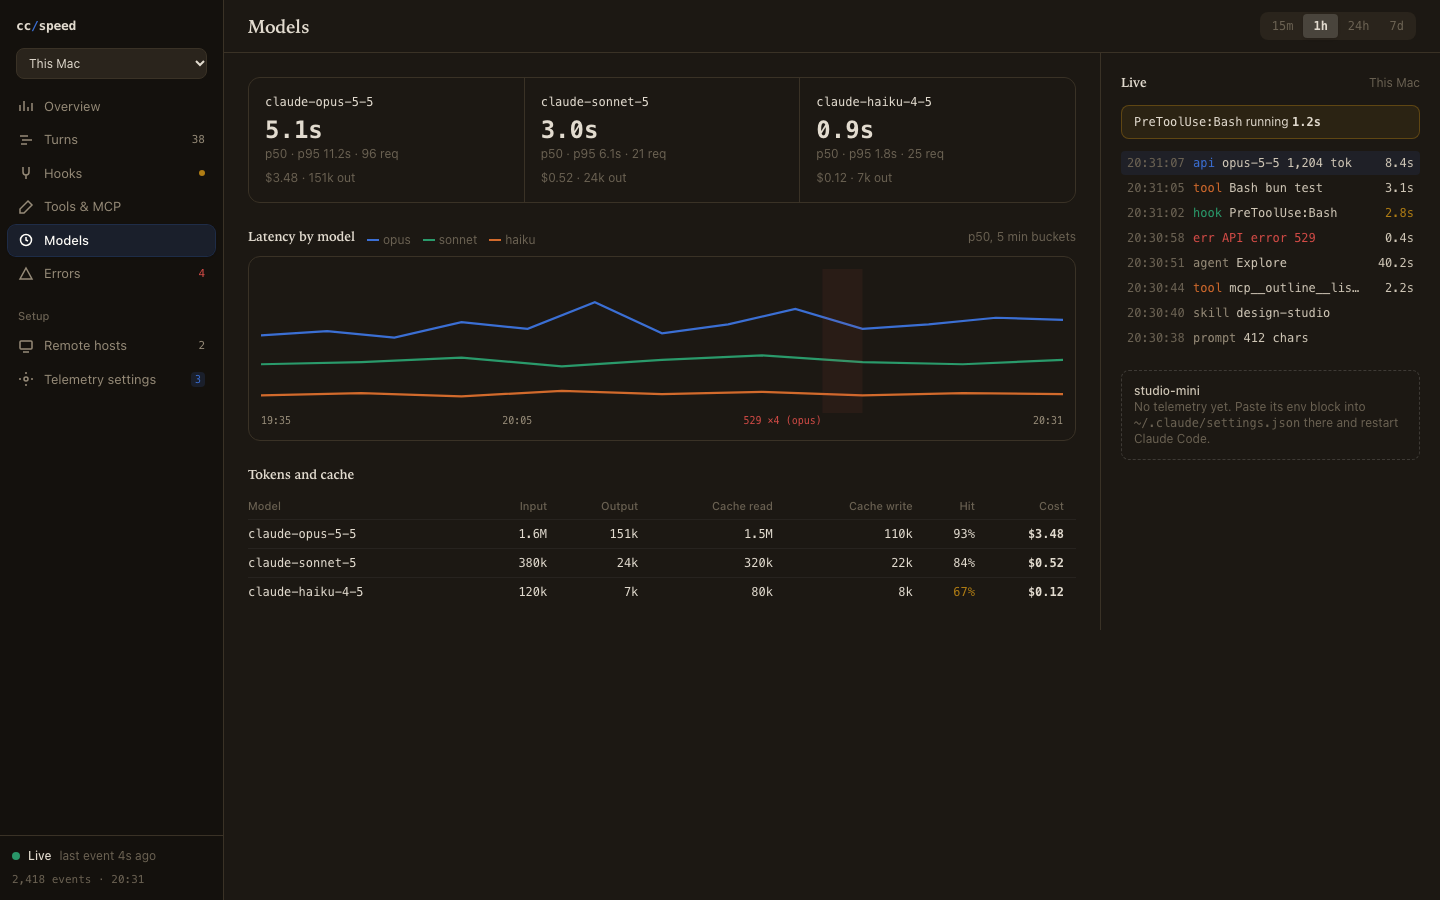 cc/speed
This Mac
Overview
Turns 38
Hooks
Tools & MCP
Models
Errors 4
Setup
Remote hosts 2
Telemetry settings 3
Live last event 4s ago
2,418 events · 20:31
Models
15m 1h 24h 7d
claude-opus-5-5
5.1s
p50 · p95 11.2s · 96 req
$3.48 · 151k out
claude-sonnet-5
3.0s
p50 · p95 6.1s · 21 req
$0.52 · 24k out
claude-haiku-4-5
0.9s
p50 · p95 1.8s · 25 req
$0.12 · 7k out
Latency by model opus sonnet haiku p50, 5 min buckets
19:35 20:05 529 ×4 (opus) 20:31
Tokens and cache
Model Input Output Cache read Cache write Hit Cost
claude-opus-5-5 1.6M 151k 1.5M 110k 93% $3.48
claude-sonnet-5 380k 24k 320k 22k 84% $0.52
claude-haiku-4-5 120k 7k 80k 8k 67% $0.12
Live This Mac
PreToolUse:Bash running 1.2s
20:31:07 api opus-5-5 1,204 tok 8.4s
20:31:05 tool Bash bun test 3.1s
20:31:02 hook PreToolUse:Bash 2.8s
20:30:58 err API error 529 0.4s
20:30:51 agent Explore 40.2s
20:30:44 tool mcp__outline__lis… 2.2s
20:30:40 skill design-studio
20:30:38 prompt 412 chars
studio-mini
No telemetry yet. Paste its env block into
~/.claude/settings.json there and restart
Claude Code.